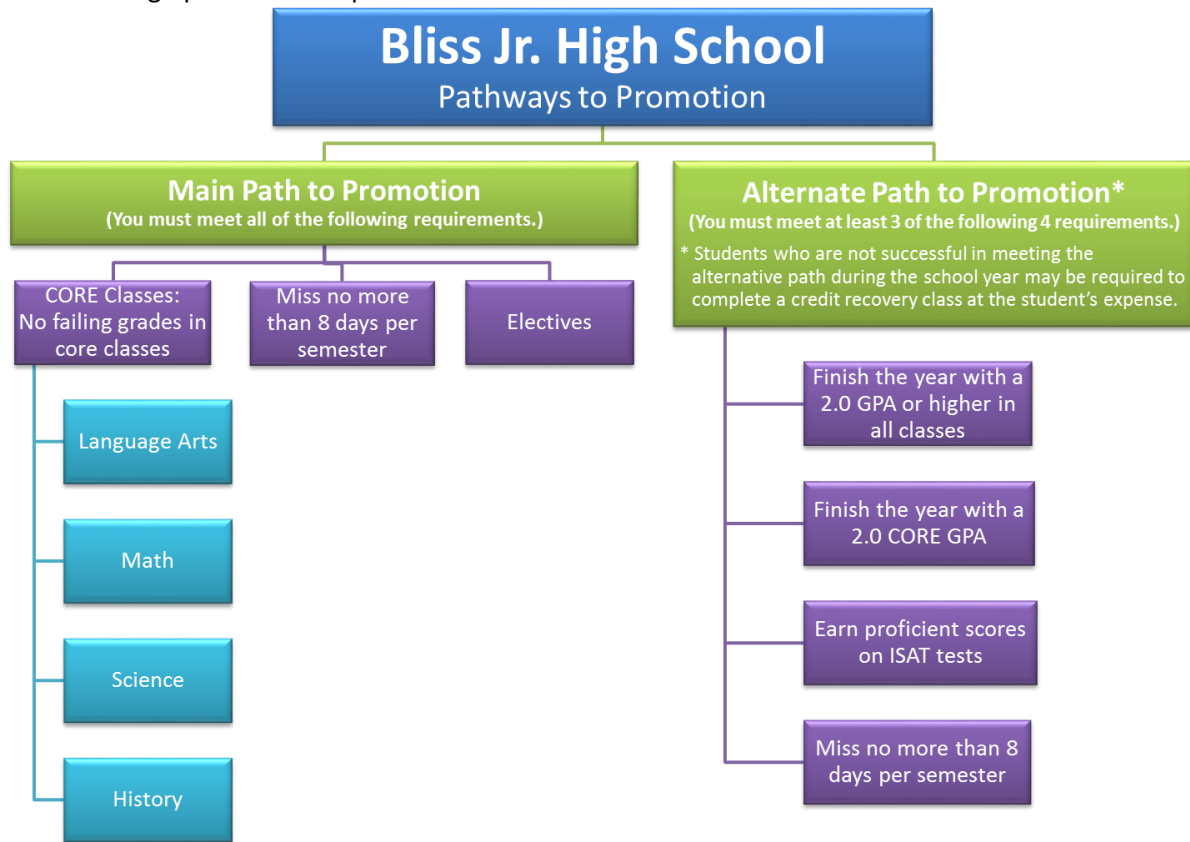 Bliss Jr. High School
Pathways to Promotion
Main Path to Promotion
(You must meet all of the following requirements.)
CORE Classes:
No failing grades in
core classes
Language Arts
Math
Science
History
Miss no more
than 8 days per
semester
Electives
Alternate Path to Promotion*
(You must meet at least 3 of the following 4 requirements.)
* Students who are not successful in meeting the
alternative path during the school year may be required to
complete a credit recovery class at the student’s expense.
Finish the year with a
2.0 GPA or higher in
all classes
Finish the year with a
2.0 CORE GPA
Earn proficient scores
on ISAT tests
Miss no more than 8
days per semester